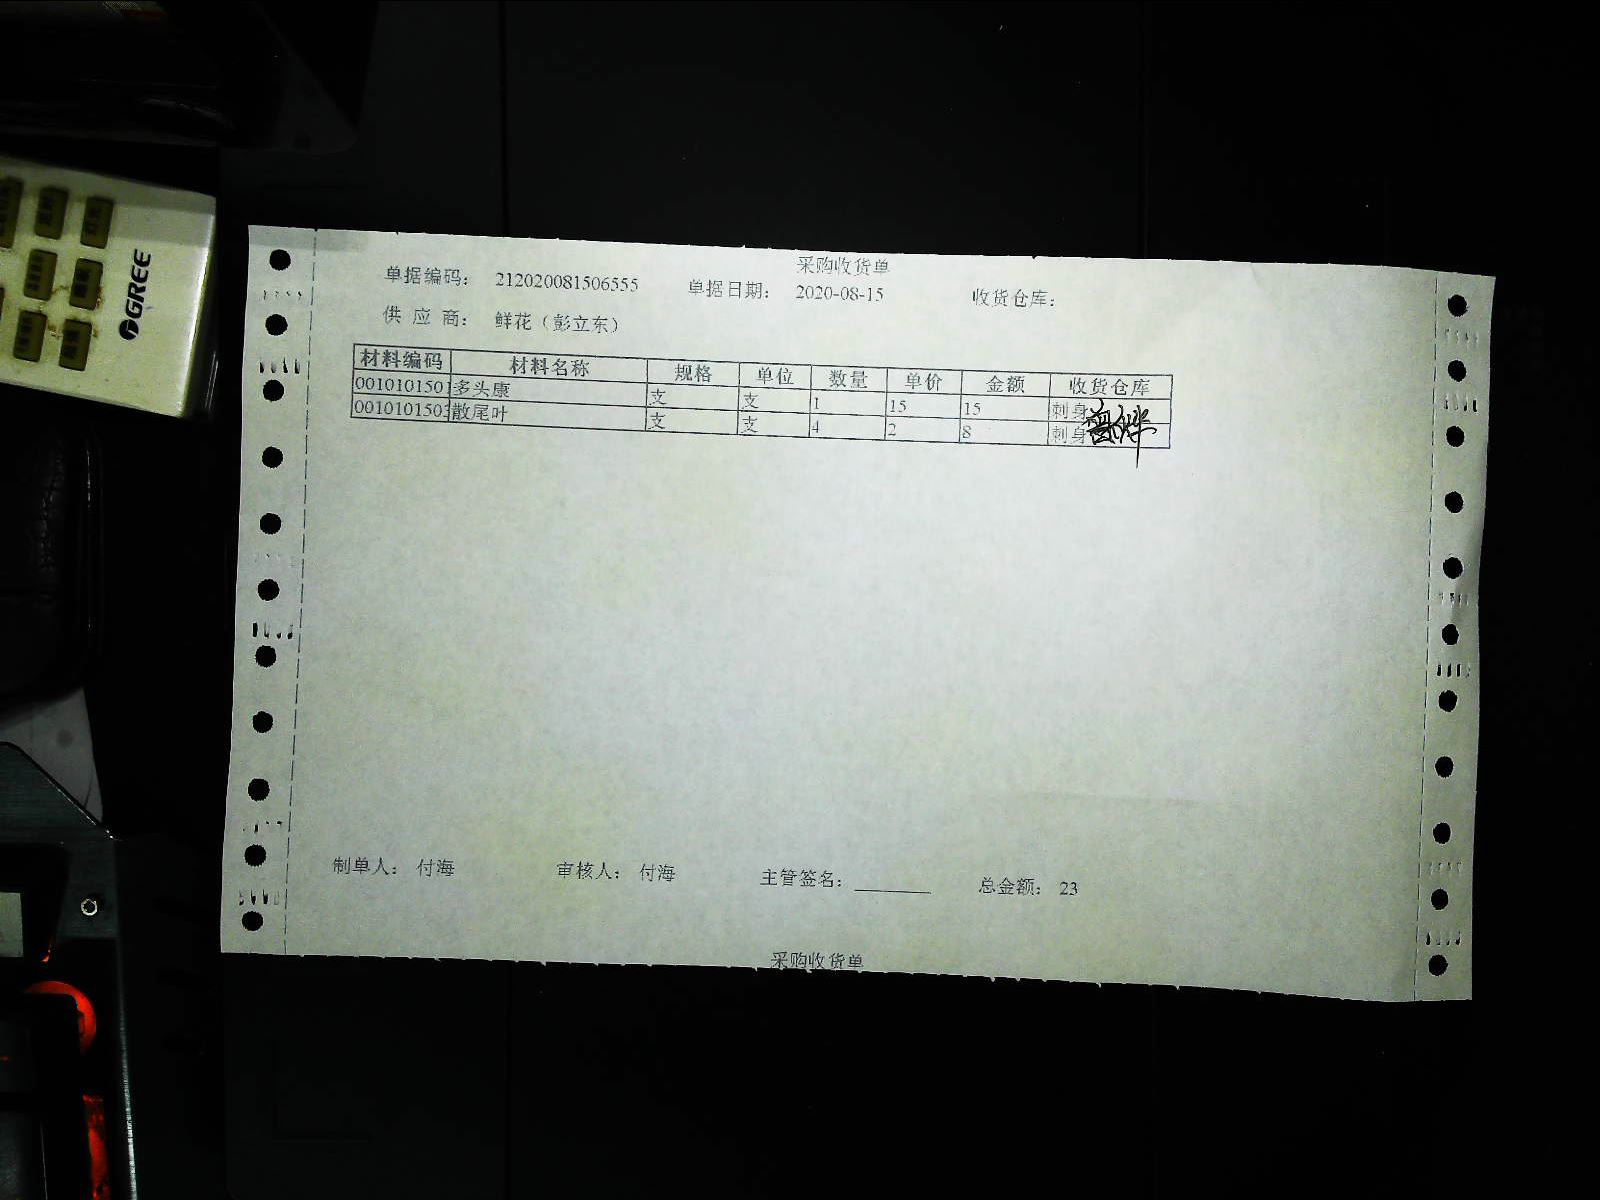 采购收货单
单据编码： 212020081506555 单据日期： 2020-08-15 收货仓库：
供 应 商： 鲜花（彭立东）
材料编码 材料名称 规格 单位 数量 单价 金额 收货仓库
0010101501 多头康 支 支 1 15 15 刺身
001010150 散尾叶 支 支 4 2 8 刺身
制单人： 付海 审核人： 付海 主管签名： 总金额： 23
采购收货单
GREE